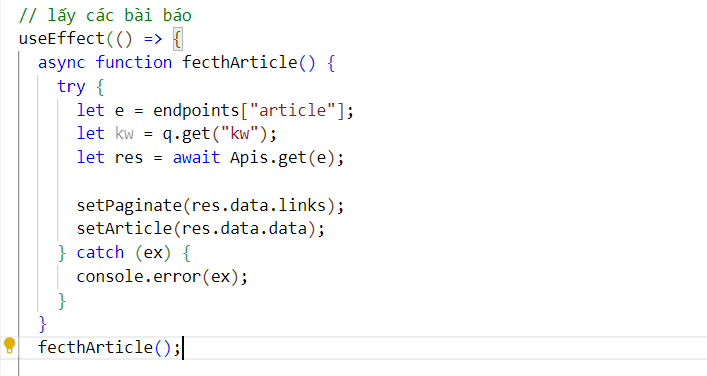 // lấy các bài báo
useEffect(() => {
async function fecthArticle() {
try {
let e = endpoints["article"];
let kw = q.get("kw");
let res = await Apis.get(e);
setPaginate(res.data.links);
setArticle(res.data.data);
} catch (ex) {
console.error(ex);
}
}
fecthArticle();